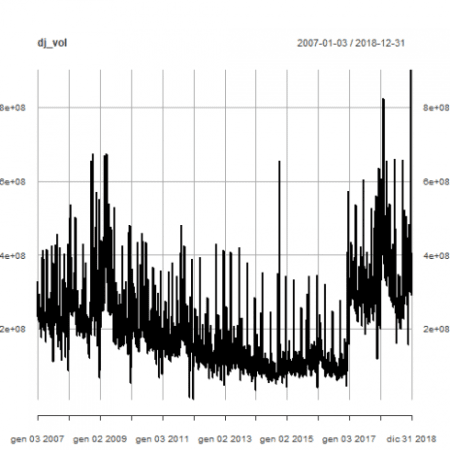 dj_vol 2007-01-03 / 2018-12-31
8e+08 8e+08
6e+08 6e+08
4e+08 4e+08
2e+08 2e+08
gen 03 2007 gen 02 2009 gen 03 2011 gen 02 2013 gen 02 2015 gen 03 2017 dic 31 2018